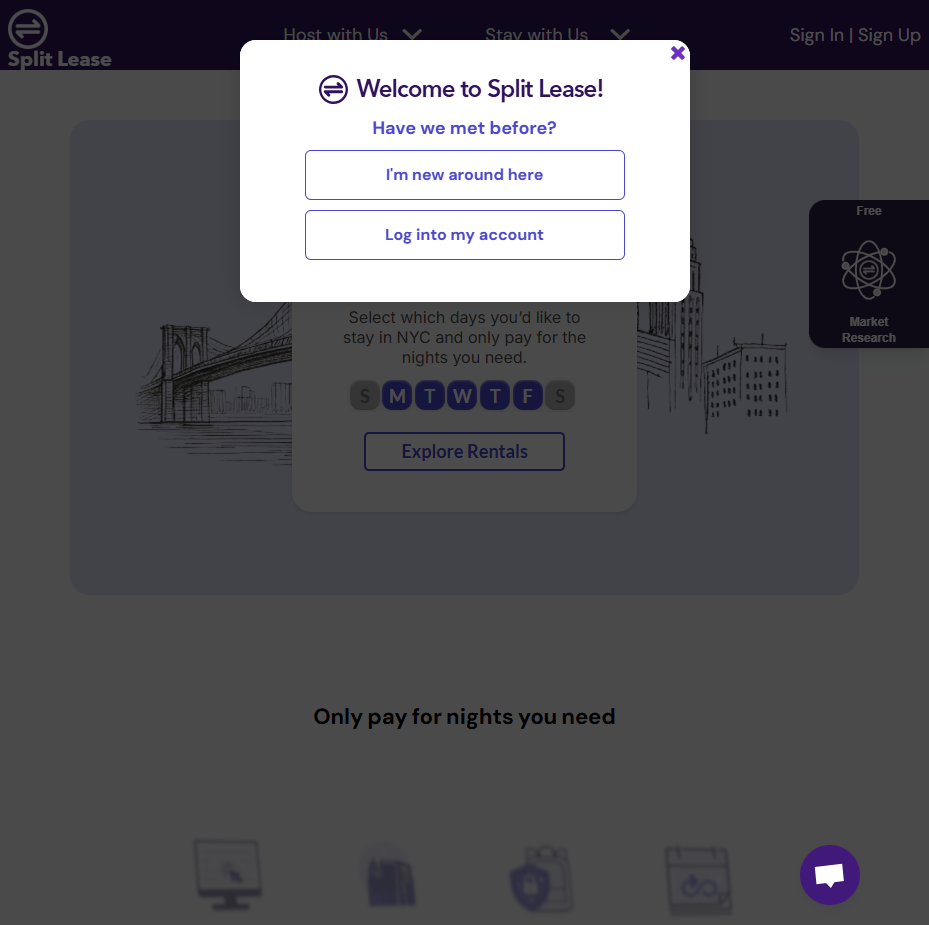 Host with Us
Stay with Us
Sign In | Sign Up
Split Lease
Welcome to Split Lease!
Have we met before?
I'm new around here
Log into my account
Free
Market
Research
Select which days you'd like to
stay in NYC and only pay for the
nights you need.
S M T W T F S
Explore Rentals
Only pay for nights you need